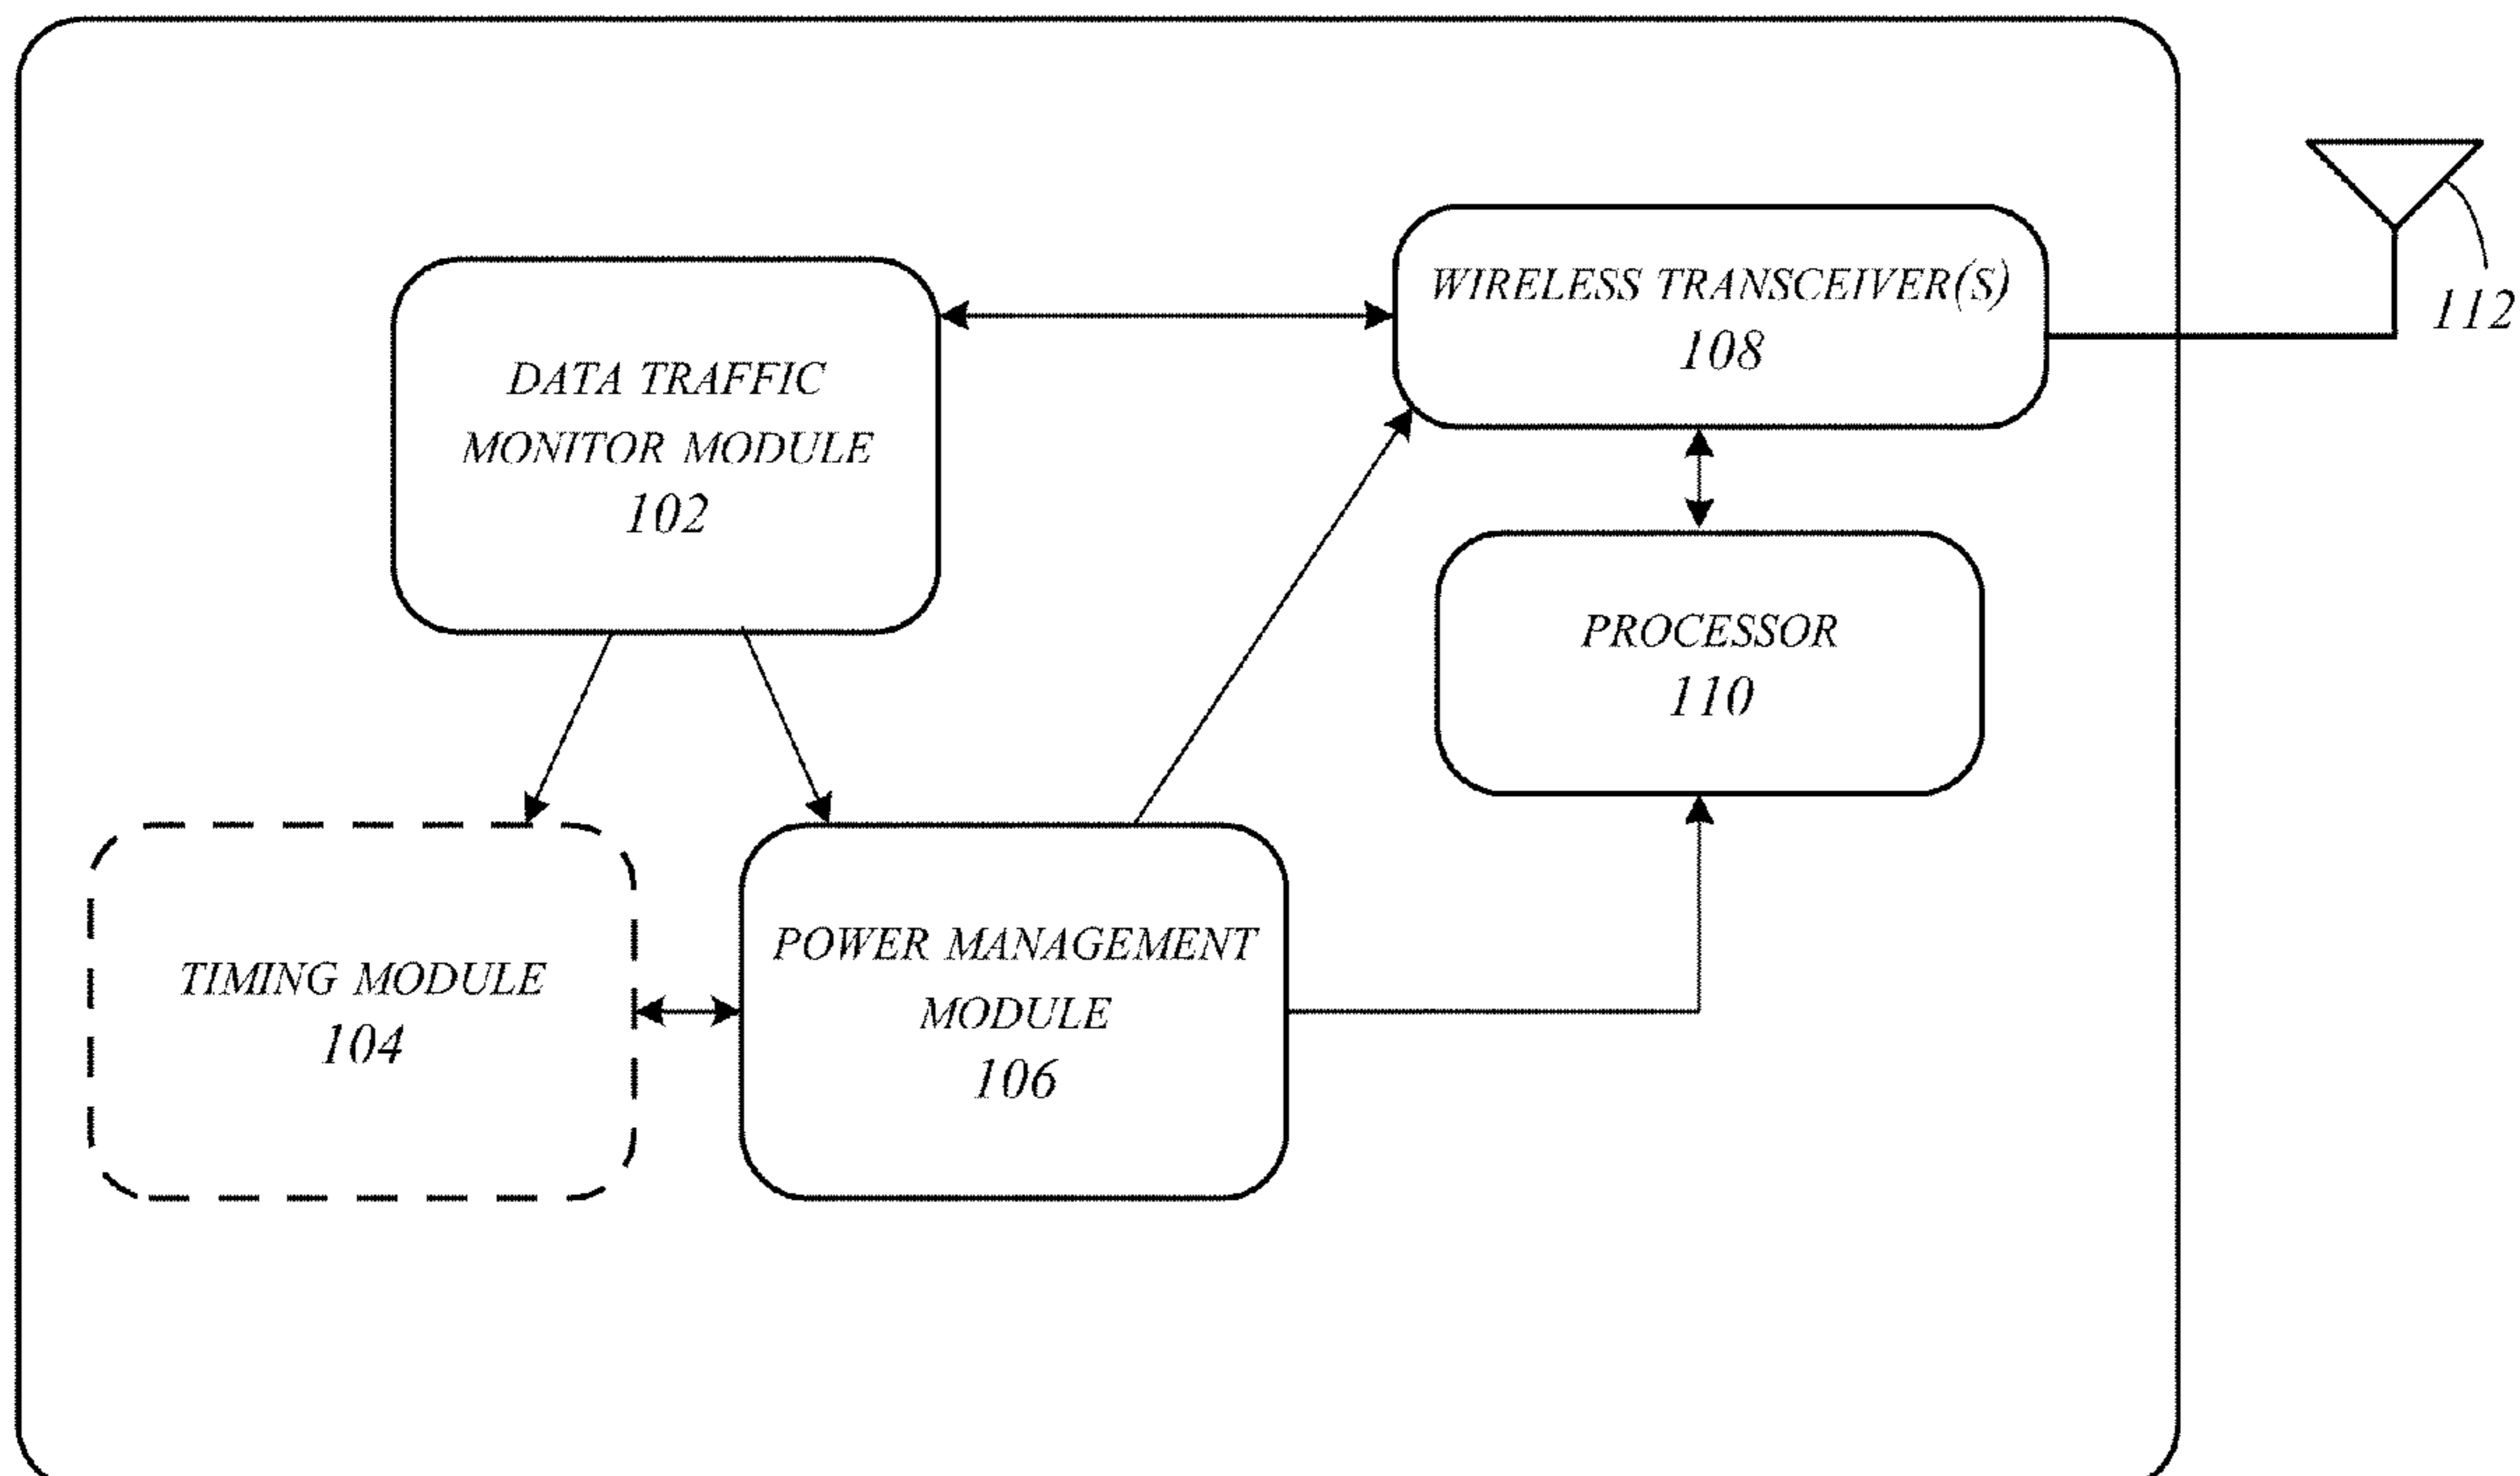 WIRELESS TRANSCEIVER(S)
108
112
DATA TRAFFIC
MONITOR MODULE
102
PROCESSOR
110
TIMING MODULE
104
POWER MANAGEMENT
MODULE
106